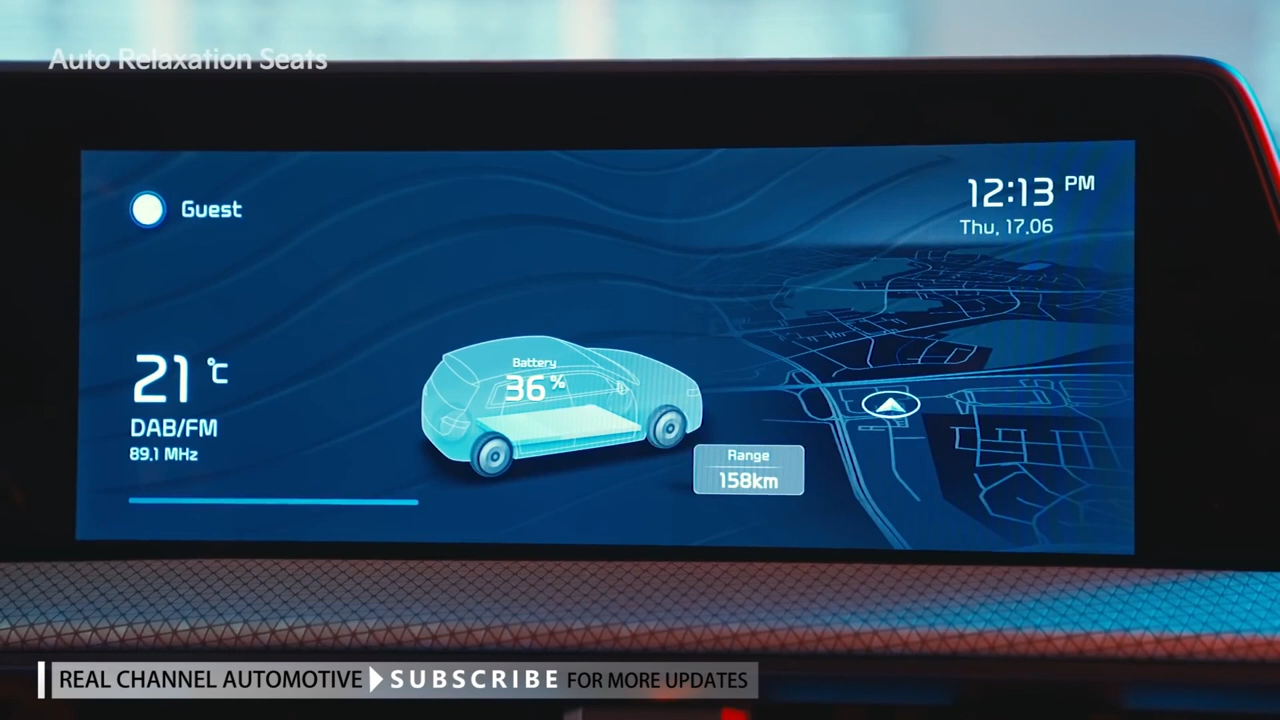 Auto Relaxation Seats
Guest
12:13 PM
Thu, 17.06
21 °C
DAB/FM
89.1 MHz
Battery
36%
Range
158km
REAL CHANNEL AUTOMOTIVE SUBSCRIBE FOR MORE UPDATES